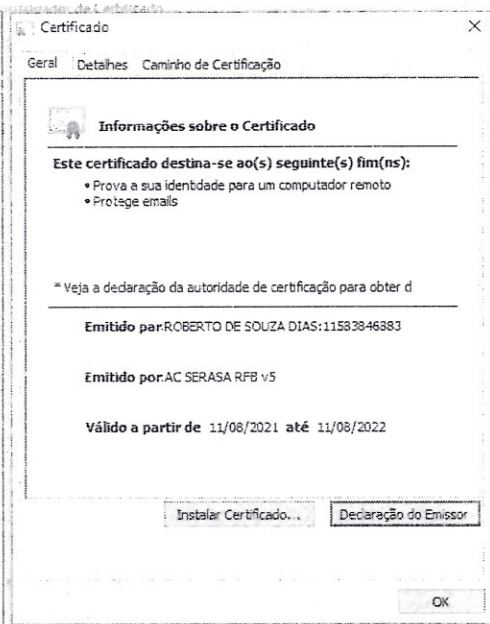 Certificado
Geral Detalhes Caminho de Certificação
Informações sobre o Certificado
Este certificado destina-se ao(s) seguinte(s) fim(ns):
• Prova a sua identidade para um computador remoto
• Protege emails
* Veja a declaração da autoridade de certificação para obter d
Emitido par ROBERTO DE SOUZA DIAS:11583846883
Emitido por AC SERASA RFB v5
Válido a partir de 11/08/2021 até 11/08/2022
Instalar Certificado... Declaração do Emissor
OK